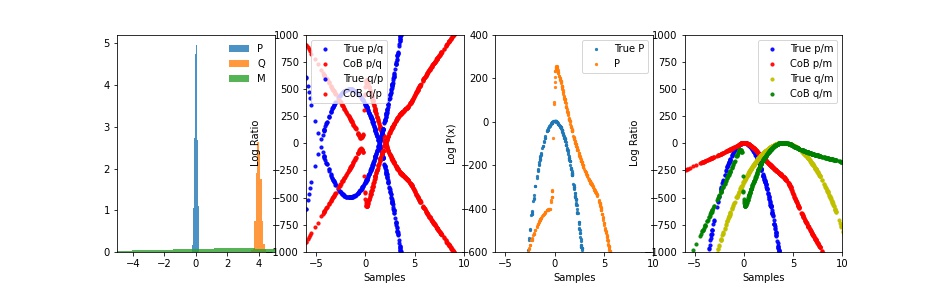 P
Q
M
5
4
3
2
1
0
−4
−2
0
2
4
Log Ratio
1000
750
500
250
0
−250
−500
−750
1000
True p/q
CoB p/q
True q/p
CoB q/p
−5
0
5
10
Samples
Log P(x)
400
200
0
−200
−400
−600
True P
P
−5
0
5
10
Samples
Log Ratio
1000
750
500
250
0
−250
−500
−750
1000
True p/m
CoB p/m
True q/m
CoB q/m
−5
0
5
10
Samples